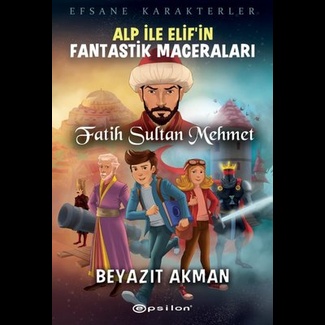 EFSANE KARAKTERLER
ALP İLE ELİF'İN
FANTASTİK MACERALARI
Fatih Sultan Mehmet
BEYAZIT AKMAN
epsilon